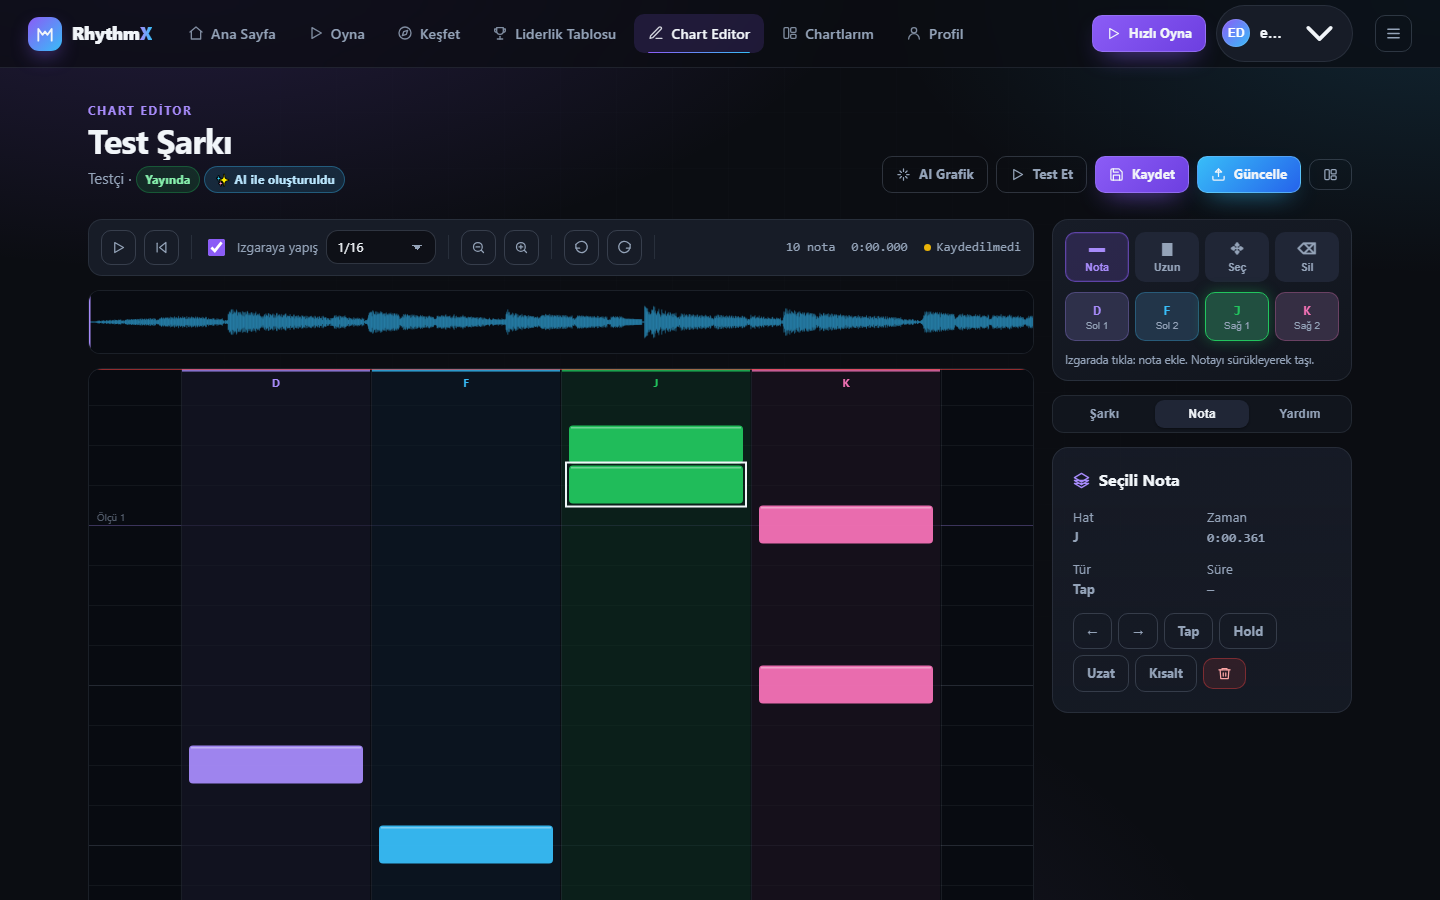 RhythmX
Ana Sayfa
Oyna
Keşfet
Liderlik Tablosu
Chart Editor
Chartlarım
Profil
Hızlı Oyna
ED e...
CHART EDİTOR
Test Şarkı
Testçi · Yayında ✨ AI ile oluşturuldu
AI Grafik
Test Et
Kaydet
Güncelle
Izgaraya yapış 1/16
10 nota 0:00.000 Kaydedilmedi
Nota
Uzun
Seç
Sil
D
Sol 1
F
Sol 2
J
Sağ 1
K
Sağ 2
Izgarada tıkla: nota ekle. Notayı sürükleyerek taşı.
Şarkı
Nota
Yardım
D F J K
Ölçü 1
Seçili Nota
Hat Zaman
J 0:00.361
Tür Süre
Tap –
← → Tap Hold
Uzat Kısalt